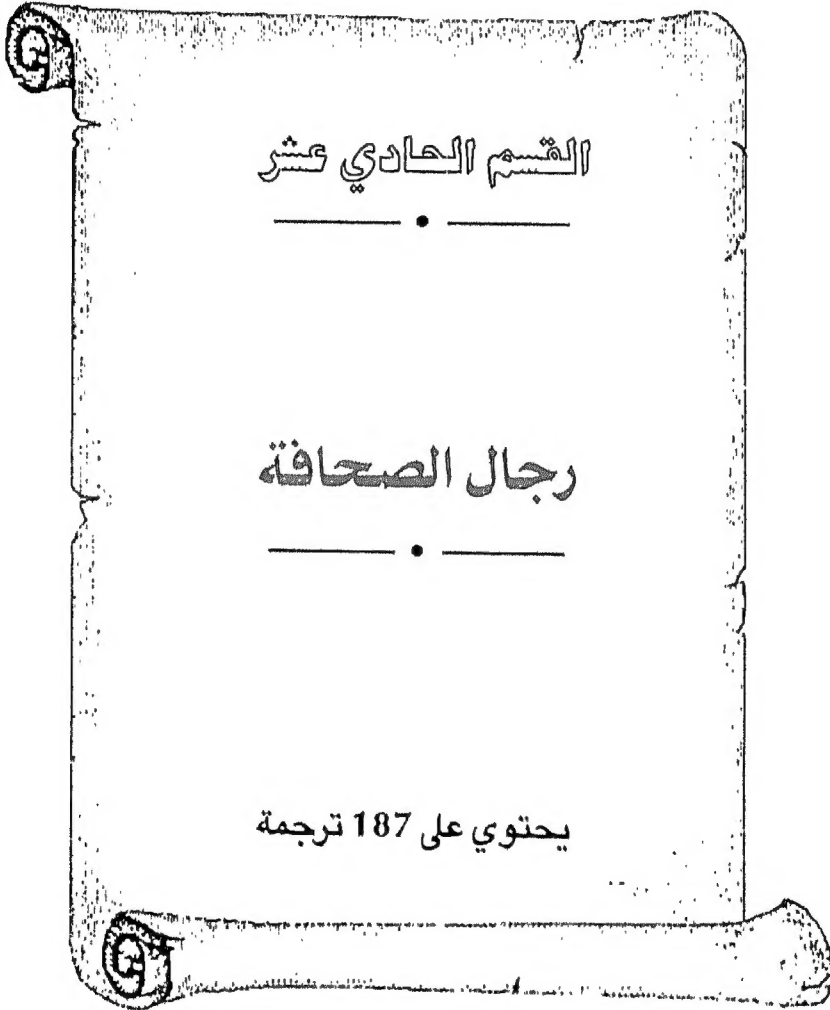 القسم الحادي عشر
رجال الصحافة
يحتوي على 187 ترجمة